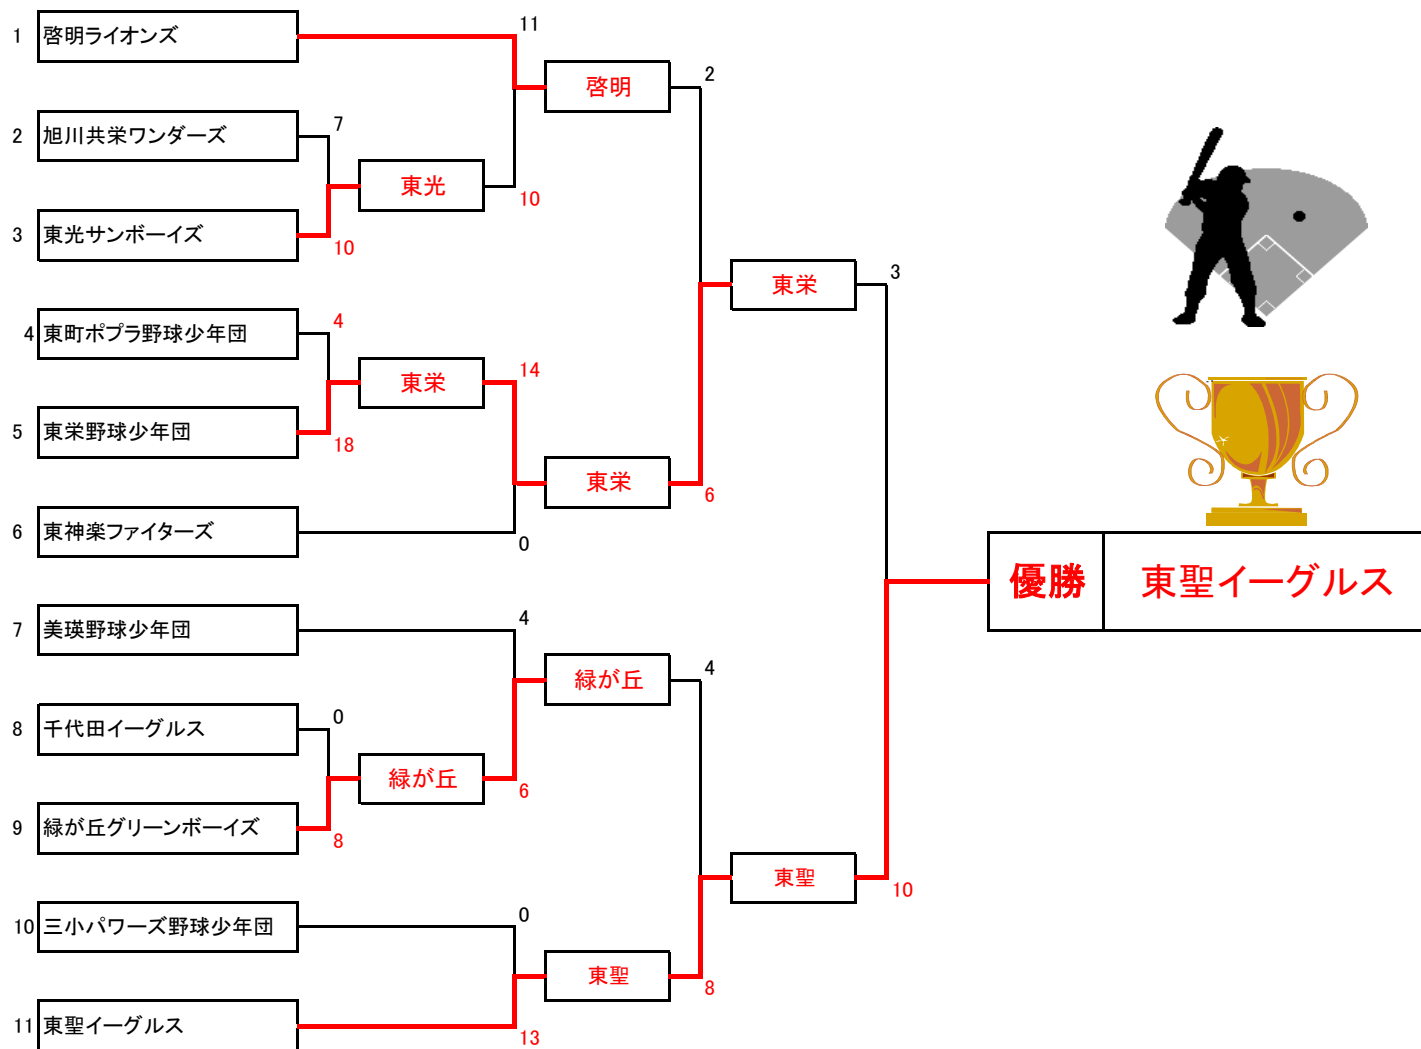 1 啓明ライオンズ
11
啓明
2
2 旭川共栄ワンダーズ
7
東光
10
3 東光サンボーイズ
10
東栄
3
4 東町ポプラ野球少年団
4
東栄
14
5 東栄野球少年団
18
東栄
6
6 東神楽ファイターズ
0
優勝 東聖イーグルス
7 美瑛野球少年団
4
緑が丘
4
8 千代田イーグルス
0
緑が丘
6
9 緑が丘グリーンボーイズ
8
東聖
10
10 三小パワーズ野球少年団
0
東聖
8
11 東聖イーグルス
13